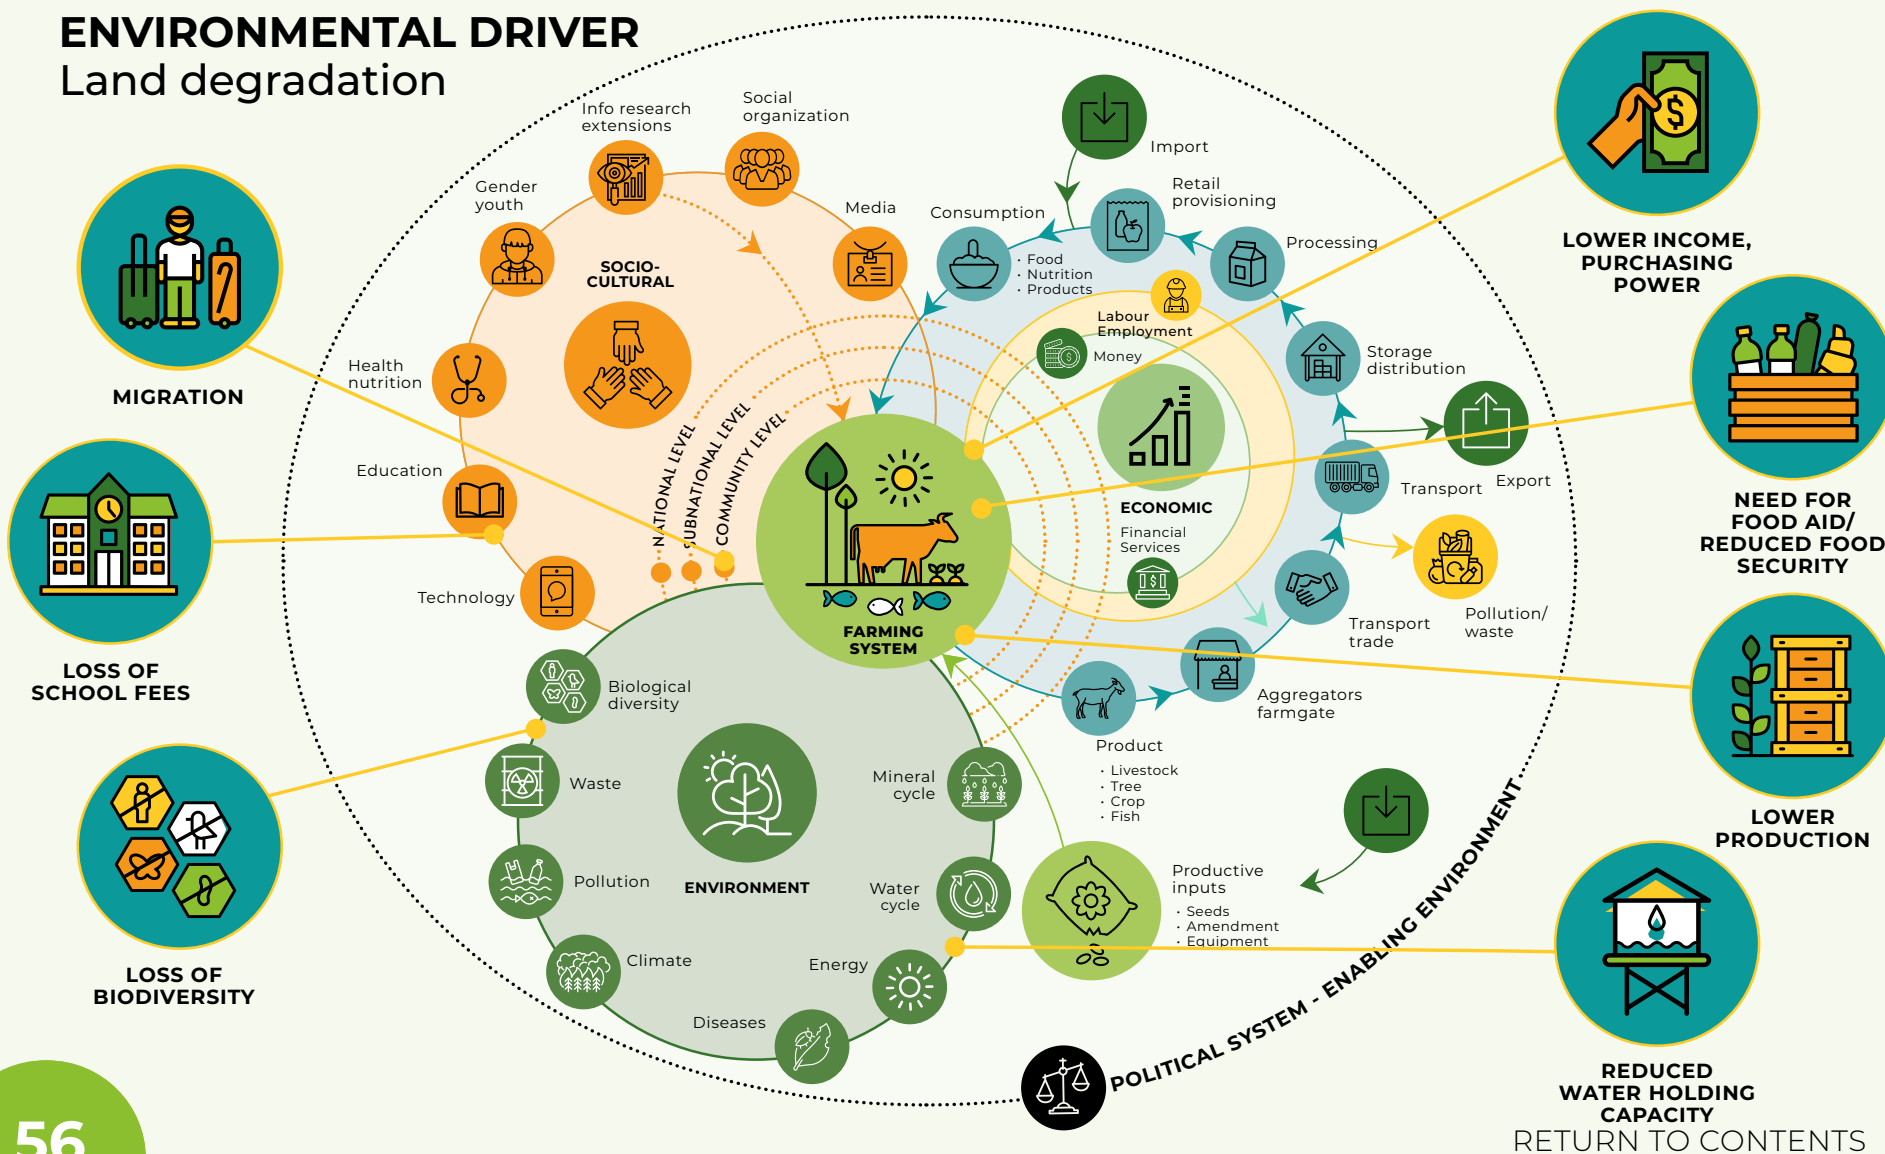 ENVIRONMENTAL DRIVER
Land degradation
MIGRATION
LOSS OF
SCHOOL FEES
LOSS OF
BIODIVERSITY
Info research
extensions
Social
organization
Gender
youth
Media
SOCIO-
CULTURAL
Health
nutrition
Education
Technology
NATIONAL LEVEL
SUBNATIONAL LEVEL
COMMUNITY LEVEL
Import
Retail
provisioning
Consumption
· Food
· Nutrition
· Products
Processing
Labour
Employment
Money
Storage
distribution
ECONOMIC
Financial
Services
Transport
Export
Pollution/
waste
Transport
trade
Aggregators
farmgate
Product
· Livestock
· Tree
· Crop
· Fish
FARMING
SYSTEM
Biological
diversity
Waste
Pollution
ENVIRONMENT
Climate
Diseases
Energy
Water
cycle
Mineral
cycle
Productive
inputs
· Seeds
· Amendment
· Equipment
POLITICAL SYSTEM - ENABLING ENVIRONMENT
LOWER INCOME,
PURCHASING
POWER
NEED FOR
FOOD AID/
REDUCED FOOD
SECURITY
LOWER
PRODUCTION
REDUCED
WATER HOLDING
CAPACITY
56
RETURN TO CONTENTS